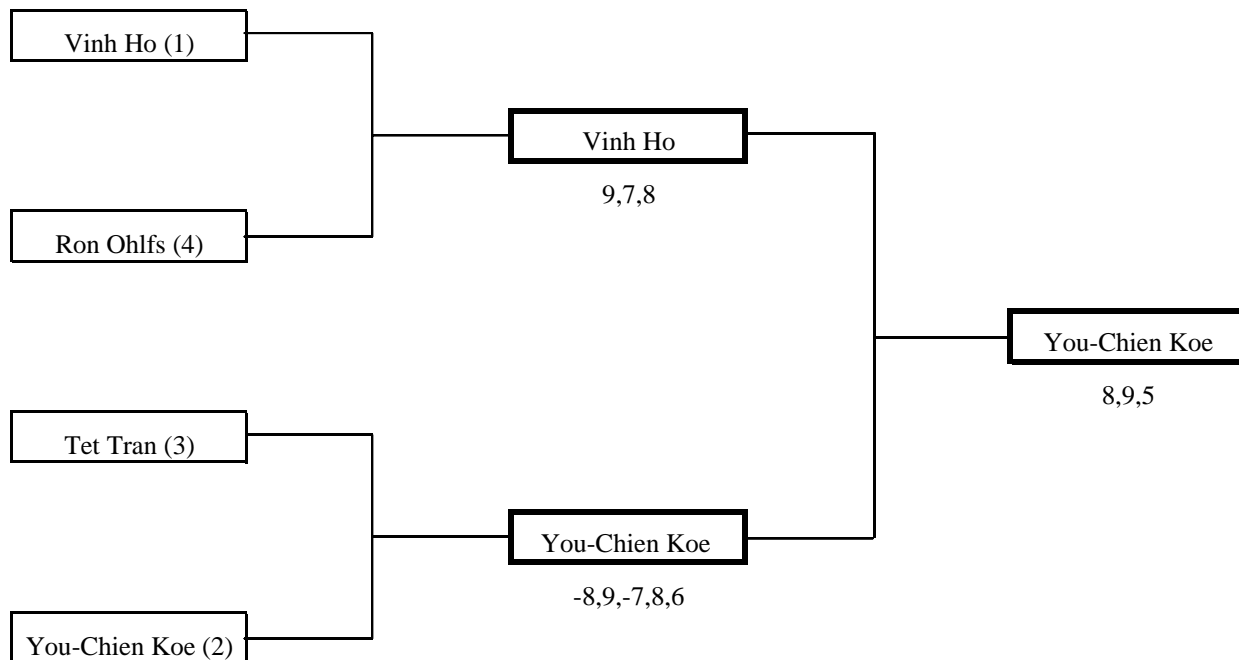 Vinh Ho (1)
Vinh Ho
9,7,8
Ron Ohlfs (4)
You-Chien Koe
8,9,5
Tet Tran (3)
You-Chien Koe
-8,9,-7,8,6
You-Chien Koe (2)